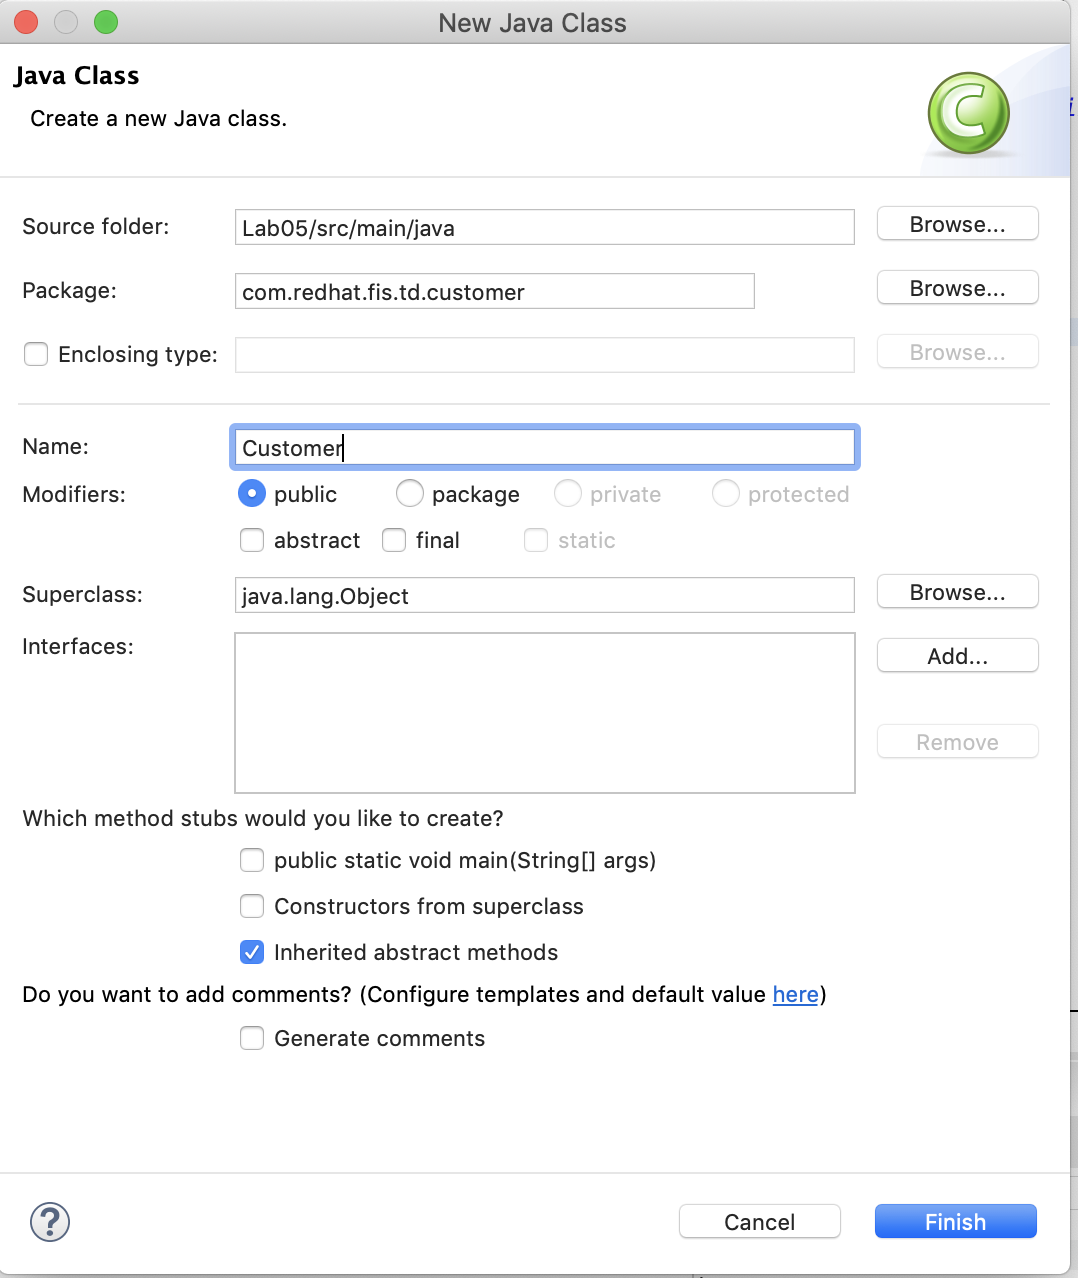 New Java Class
Java Class
Create a new Java class.
Source folder: Lab05/src/main/java Browse...
Package: com.redhat.fis.td.customer Browse...
Enclosing type: Browse...
Name: Customer
Modifiers: public package private protected
abstract final static
Superclass: java.lang.Object Browse...
Interfaces: Add...
Remove
Which method stubs would you like to create?
public static void main(String[] args)
Constructors from superclass
Inherited abstract methods
Do you want to add comments? (Configure templates and default value here)
Generate comments
? Cancel Finish